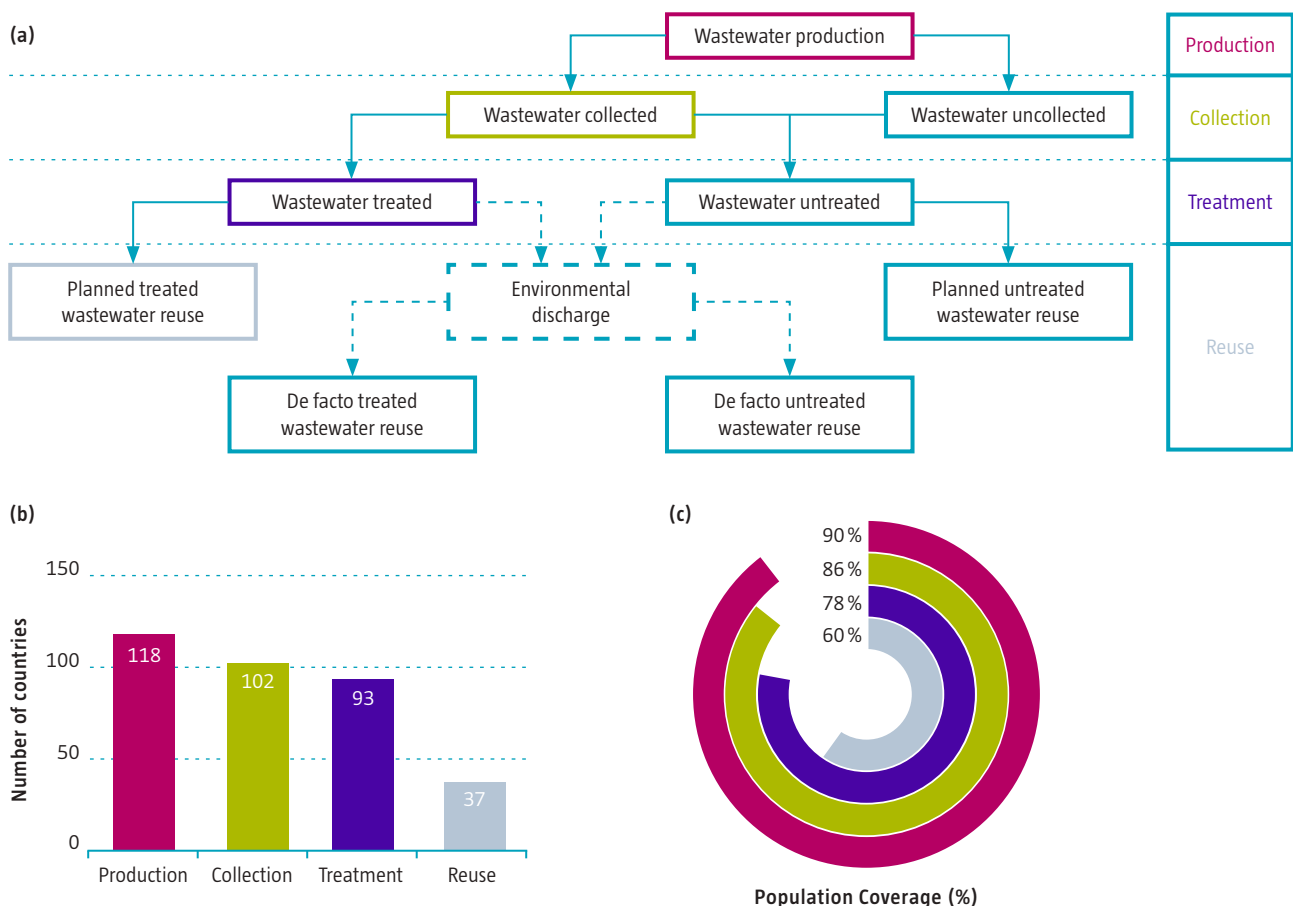 (a)
Wastewater production
Production
Wastewater collected
Wastewater uncollected
Collection
Wastewater treated
Wastewater untreated
Treatment
Planned treated
wastewater reuse
Environmental
discharge
Planned untreated
wastewater reuse
Reuse
De facto treated
wastewater reuse
De facto untreated
wastewater reuse
(b)
Number of countries
150
100
50
0
118
102
93
37
Production
Collection
Treatment
Reuse
(c)
90 %
86 %
78 %
60 %
Population Coverage (%)